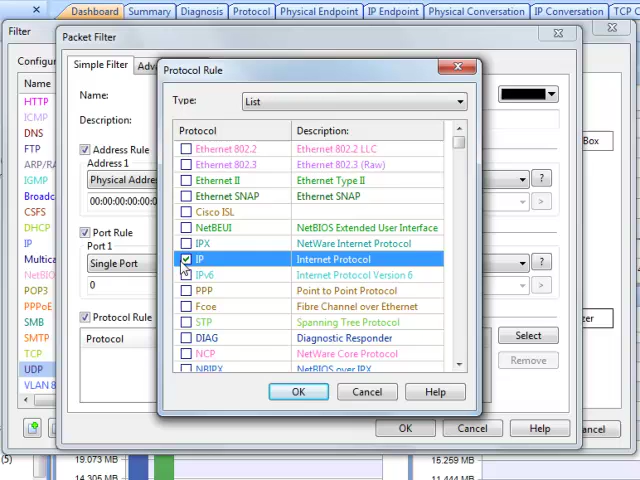 Dashboard Summary Diagnosis Protocol Physical Endpoint IP Endpoint Physical Conversation IP Conversation TCP C
Filter
Packet Filter
Protocol Rule
Configu
Simple Filter
Name
HTTP
ICMP
DNS
FTP
ARP/RA
IGMP
Broadc
CSFS
DHCP
IP
Multica
NetBIOS
POP3
PPPoE
SMB
SMTP
TCP
UDP
VLAN 8
Name:
Description:
Address Rule
Address 1
Physical Addre
00:00:00:00:00
Port Rule
Port 1
Single Port
0
Protocol Rule
Protocol
Type:
List
Protocol Description:
Ethernet 802.2 Ethernet 802.2 LLC
Ethernet 802.3 Ethernet 802.3 (Raw)
Ethernet II Ethernet Type II
Ethernet SNAP Ethernet SNAP
Cisco ISL
NetBEUI NetBIOS Extended User Interface
IPX NetWare Internet Protocol
IP Internet Protocol
IPv6 Internet Protocol Version 6
PPP Point to Point Protocol
Fcoe Fibre Channel over Ethernet
STP Spanning Tree Protocol
DIAG Diagnostic Responder
NCP NetWare Core Protocol
NBIPX NetBIOS over IPX
OK Cancel Help
?
>
?
>
Select
Remove
Box
zer
OK Cancel Help
ancel
(5)
19.073 MB
14.305 MB
15.259 MB
11.444 MB